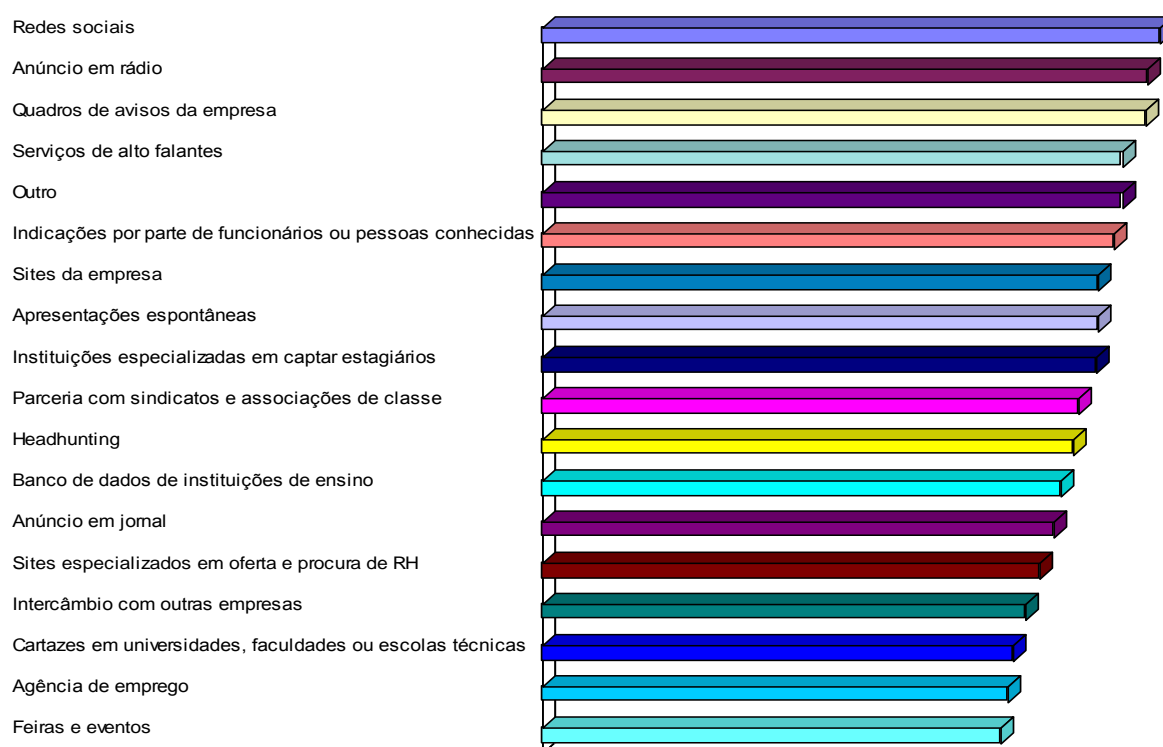 Redes sociais
Anúncio em rádio
Quadros de avisos da empresa
Serviços de alto falantes
Outro
Indicações por parte de funcionários ou pessoas conhecidas
Sites da empresa
Apresentações espontâneas
Instituições especializadas em captar estagiários
Parceria com sindicatos e associações de classe
Headhunting
Banco de dados de instituições de ensino
Anúncio em jornal
Sites especializados em oferta e procura de RH
Intercâmbio com outras empresas
Cartazes em universidades, faculdades ou escolas técnicas
Agência de emprego
Feiras e eventos